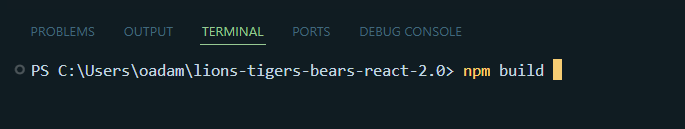 PROBLEMS OUTPUT TERMINAL PORTS DEBUG CONSOLE
PS C:\Users\oadam\lions-tigers-bears-react-2.0> npm build